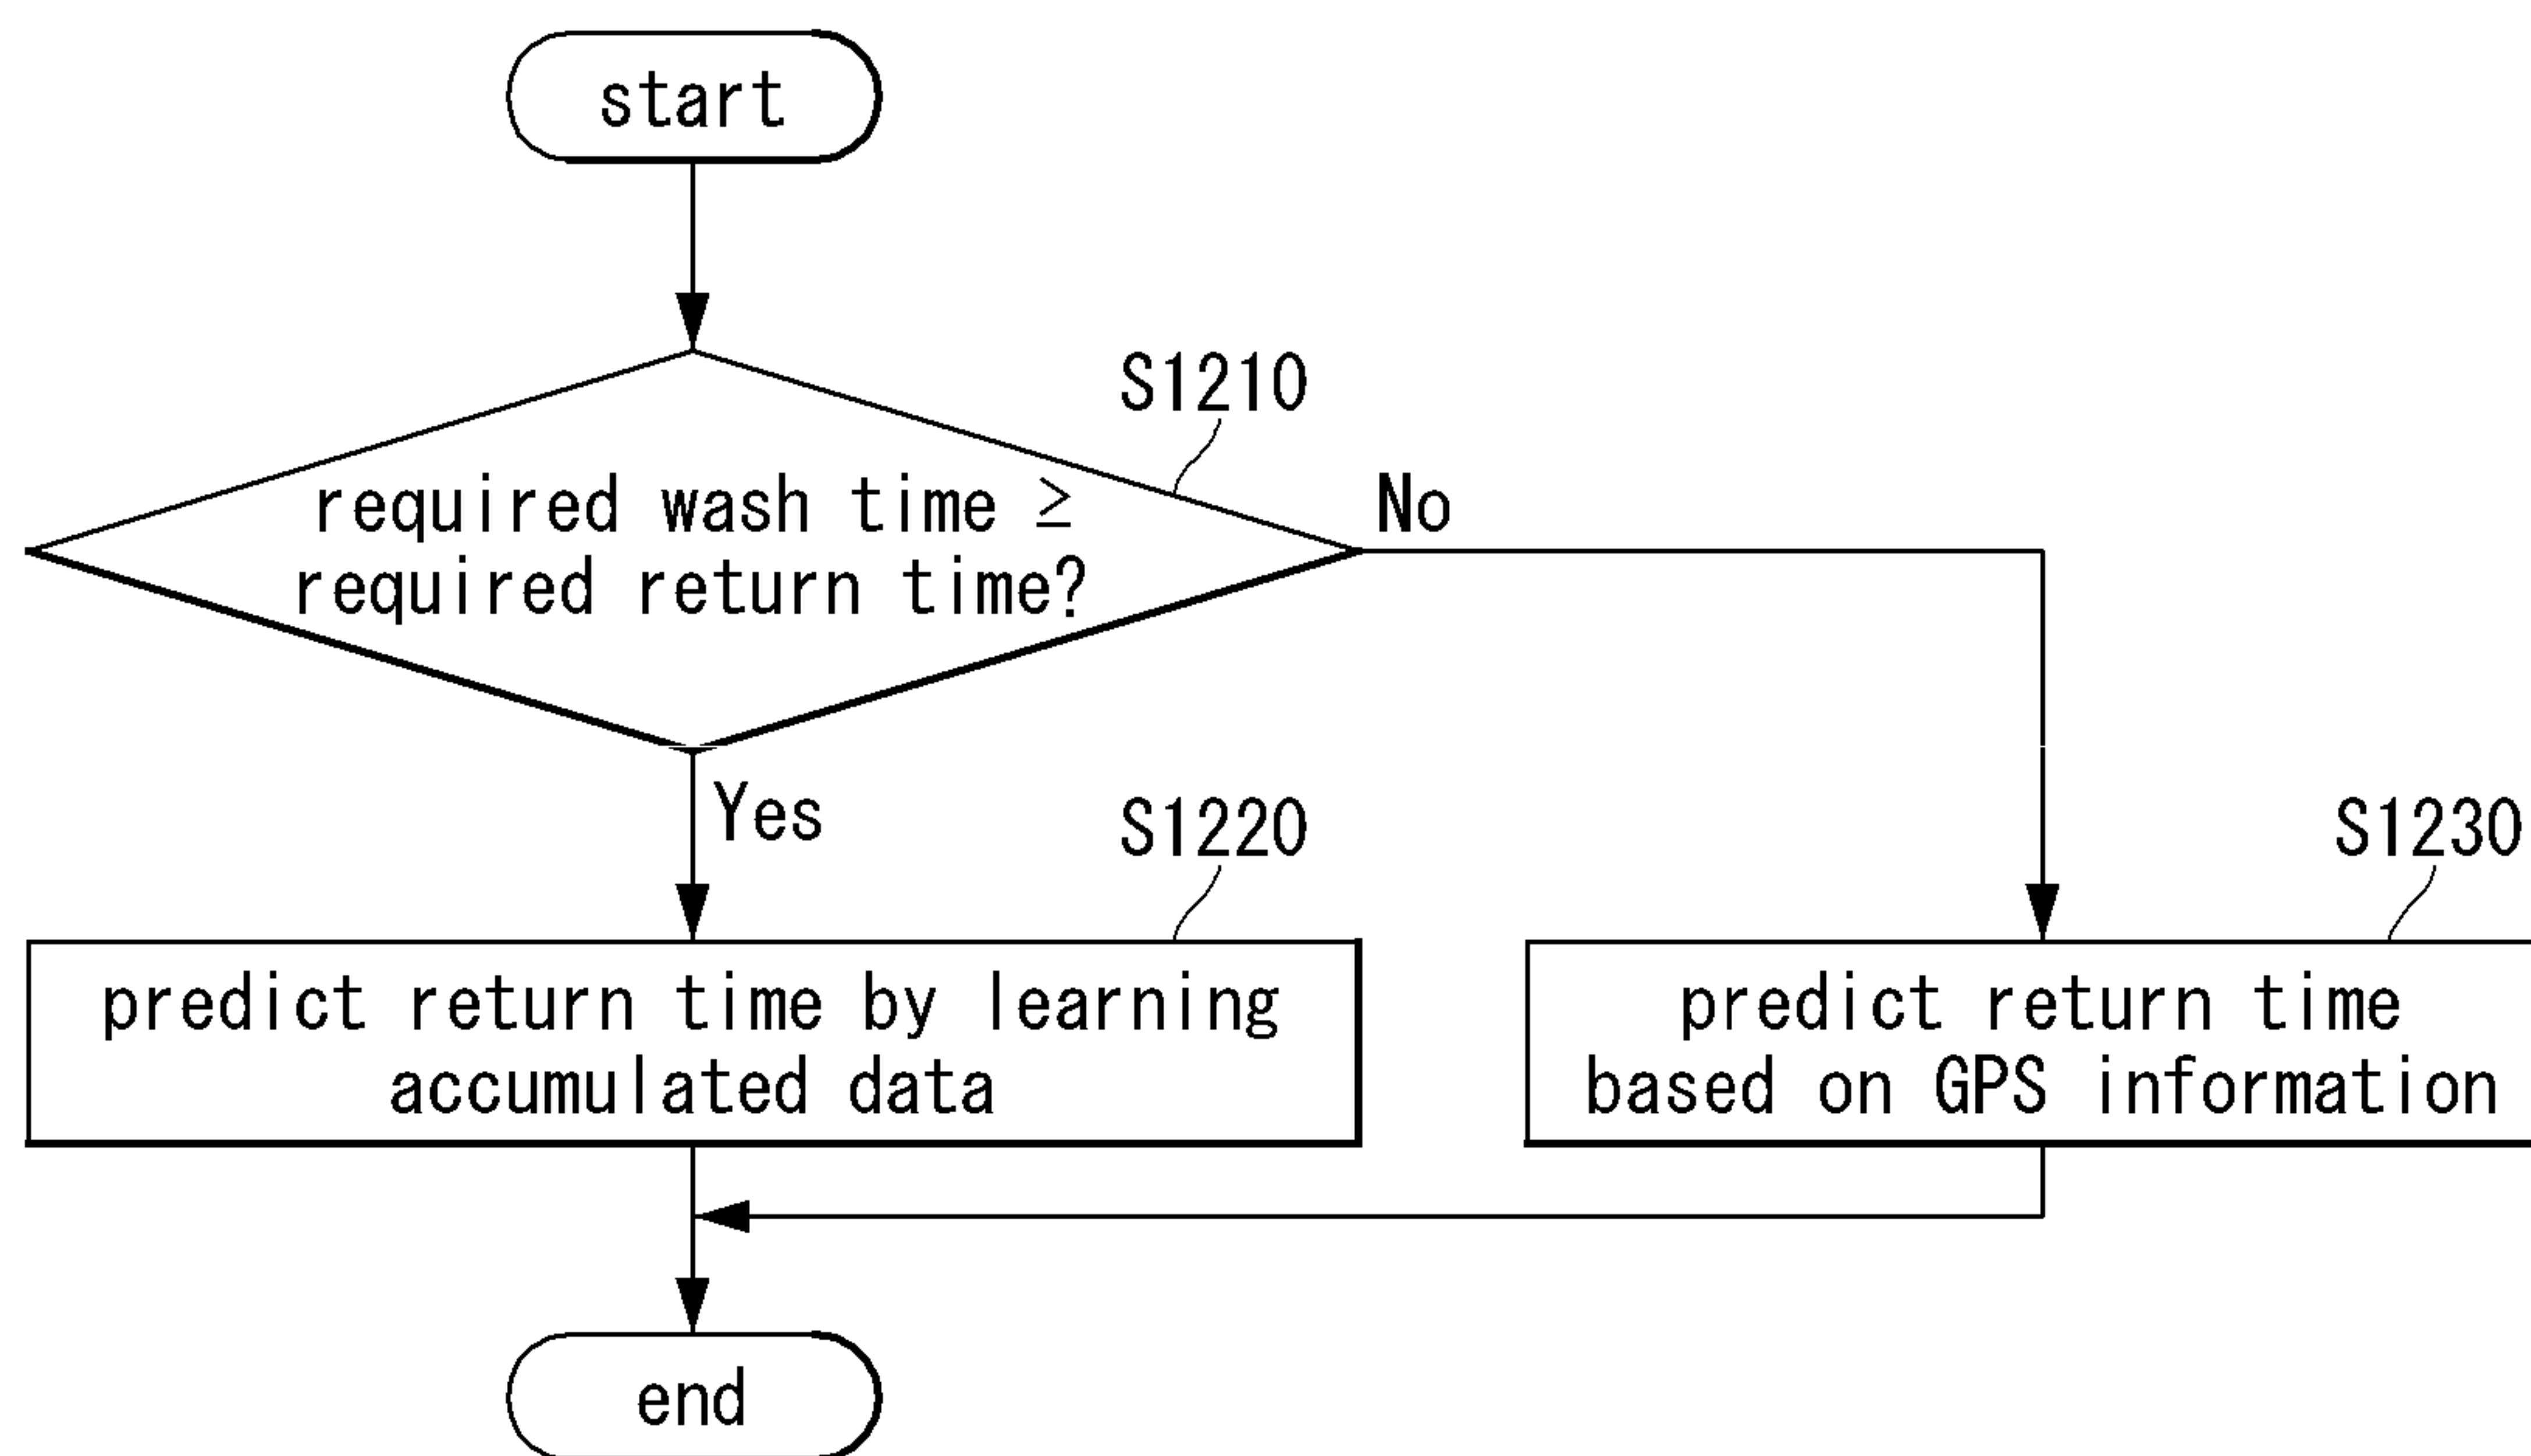 start
S1210
required wash time ≥
required return time?
No
Yes
S1220
S1230
predict return time by learning
accumulated data
predict return time
based on GPS information
end